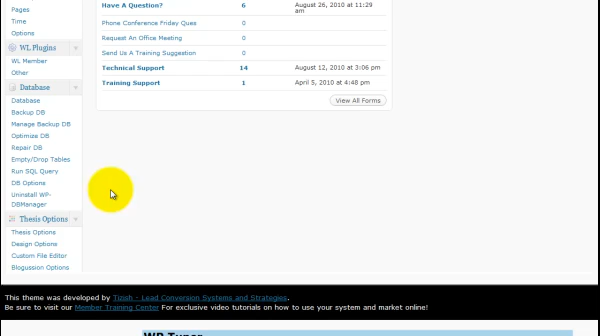 Pages
Time
Options
WL Plugins
WL Member
Other
Database
Database
Backup DB
Manage Backup DB
Optimize DB
Repair DB
Empty/Drop Tables
Run SQL Query
DB Options
Uninstall WP-
DBManager
Thesis Options
Thesis Options
Design Options
Custom File Editor
Blogussion Options
Have A Question? 6 August 26, 2010 at 11:29
am
Phone Conference Friday Ques 0
Request An Office Meeting 0
Send Us A Training Suggestion 0
Technical Support 14 August 12, 2010 at 3:06 pm
Training Support 1 April 5, 2010 at 4:48 pm
View All Forms
This theme was developed by Tizish - Lead Conversion Systems and Strategies.
Be sure to visit our Member Training Center For exclusive video tutorials on how to use your system and market online!